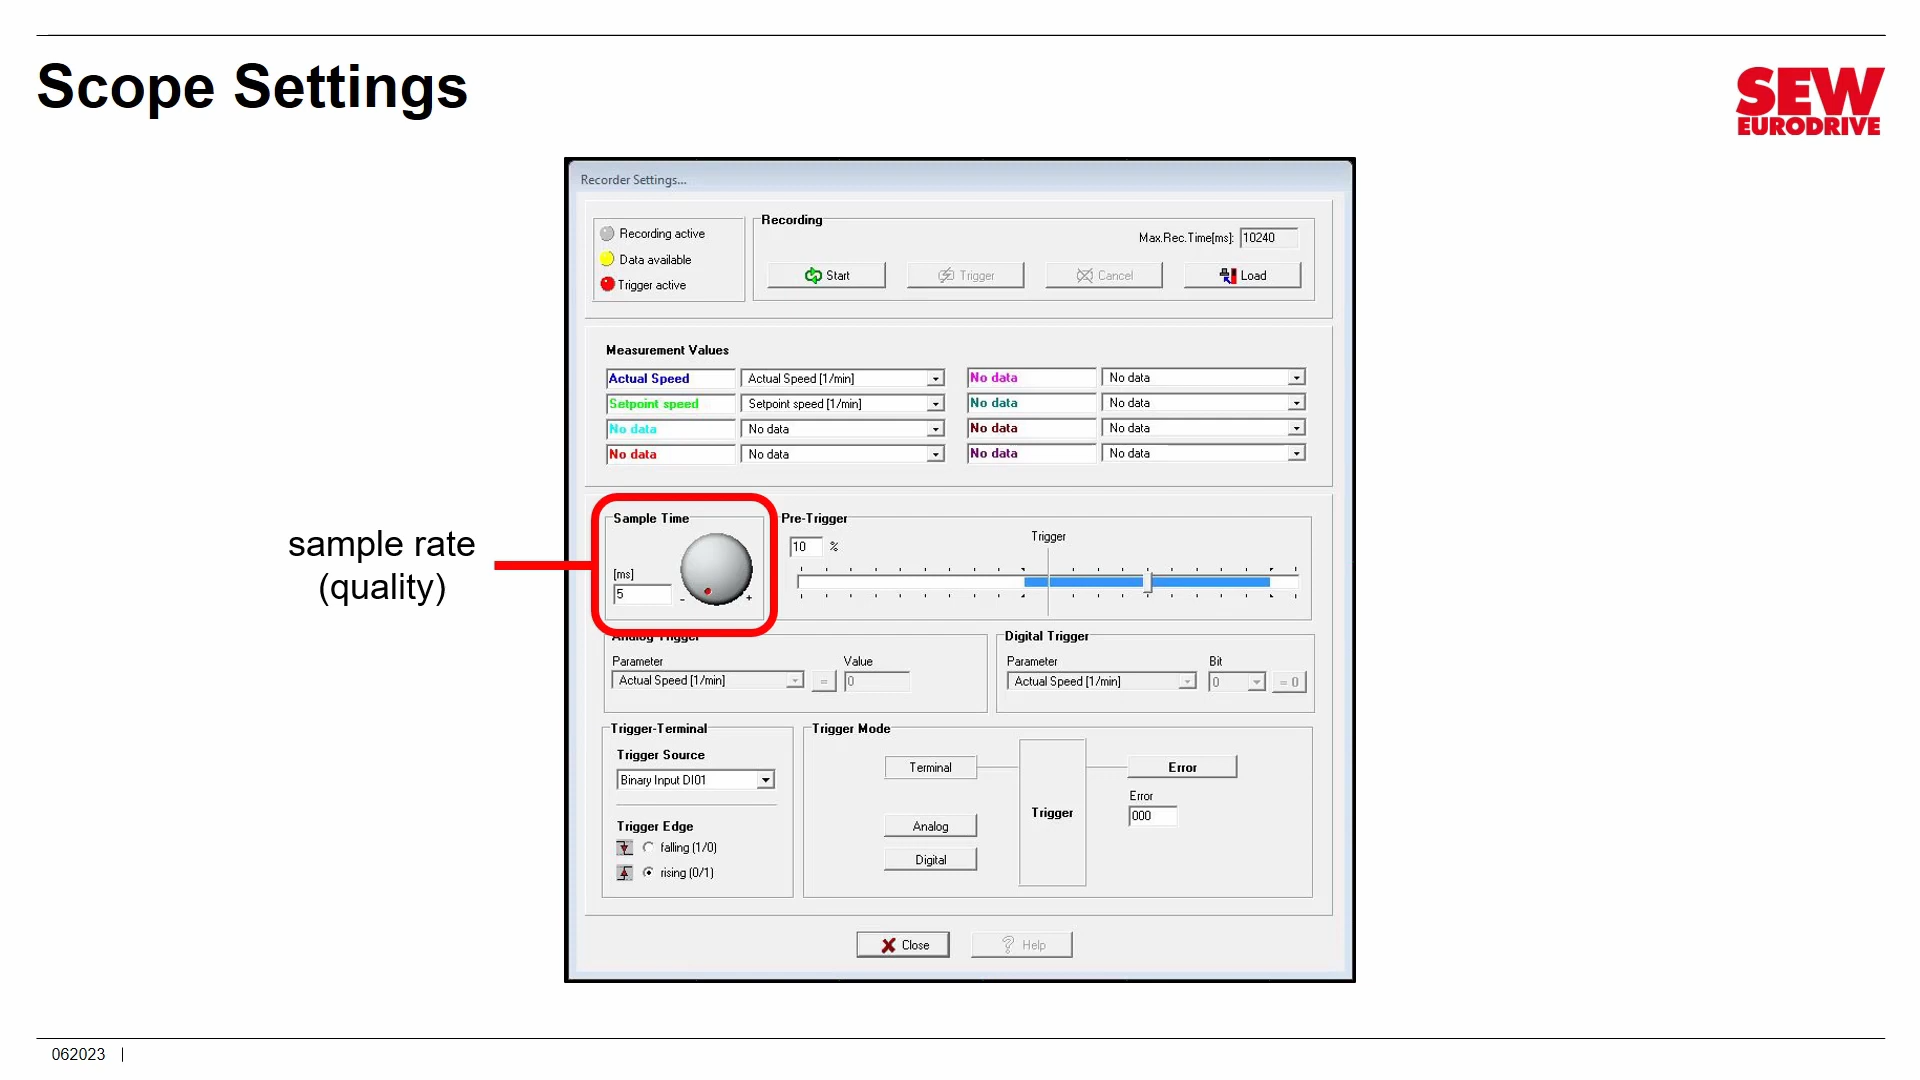 Scope Settings
SEW
EURODRIVE
Recorder Settings...
Recording active
Data available
Trigger active
Recording
Max.Rec.Time[ms]: 10240
Start
Trigger
Cancel
Load
Measurement Values
Actual Speed Actual Speed [1/min]
Setpoint speed Setpoint speed [1/min]
No data No data
No data No data
No data No data
No data No data
No data No data
No data No data
sample rate
(quality)
Sample Time
[ms]
5
- +
Pre-Trigger
10 %
Trigger
Analog Trigger
Parameter Value
Actual Speed [1/min] = 0
Digital Trigger
Parameter Bit
Actual Speed [1/min] 0 = 0
Trigger-Terminal
Trigger Source
Binary Input DI01
Trigger Edge
falling (1/0)
rising (0/1)
Trigger Mode
Terminal
Analog
Digital
Trigger
Error
Error
000
Close
? Help
062023 |